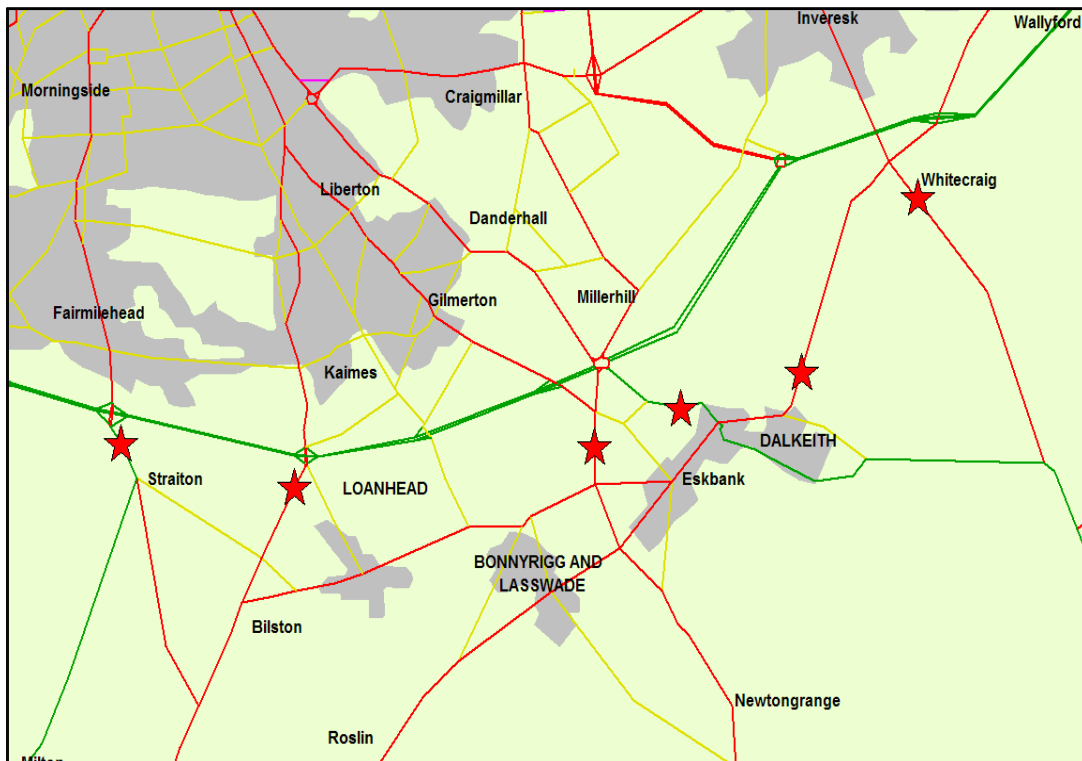 Inveresk
Wallyford
Morningside
Craigmillar
Whitecraig
Liberton
Danderhall
Gilmerton
Millerhill
Fairmilehead
Kaimes
DALKEITH
Straiton
LOANHEAD
Eskbank
BONNYRIGG AND
LASSWADE
Bilston
Newtongrange
Roslin